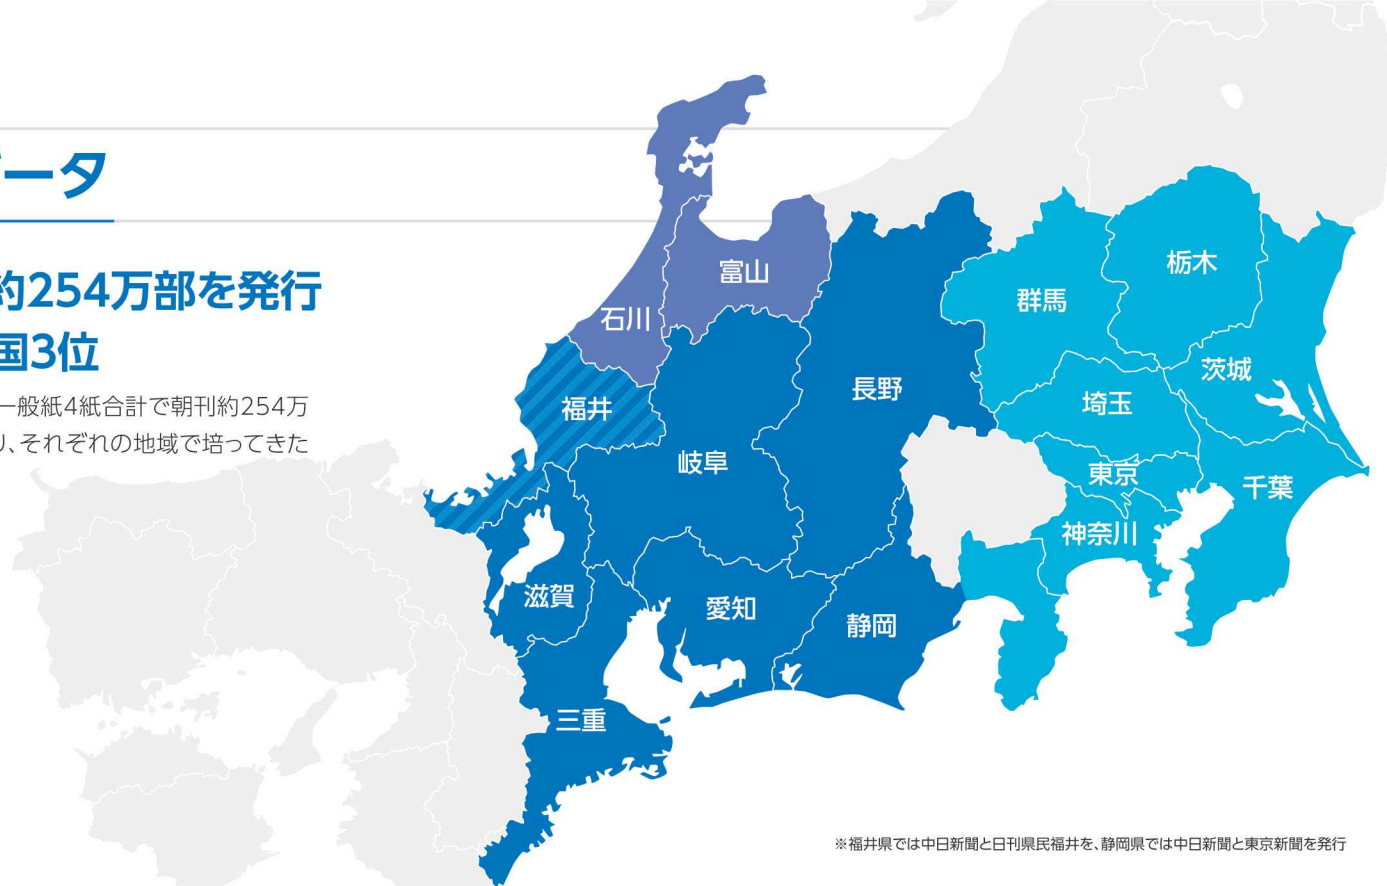 ータ
約254万部を発行
国3位
一般紙4紙合計で朝刊約254万
り、それぞれの地域で培ってきた
富山
石川
福井
岐阜
長野
滋賀
愛知
静岡
三重
群馬
栃木
茨城
埼玉
東京
千葉
神奈川
※福井県では中日新聞と日刊県民福井を、静岡県では中日新聞と東京新聞を発行